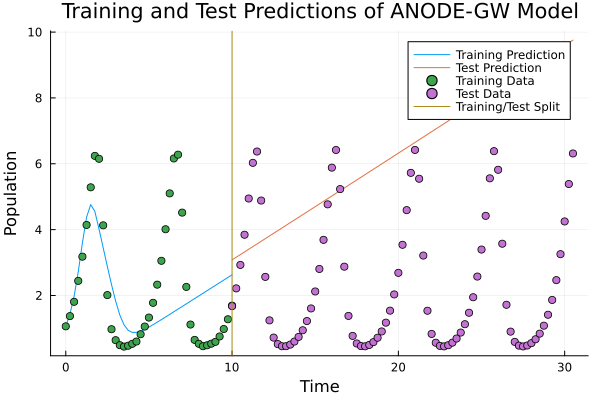 Training and Test Predictions of ANODE-GW Model
10
8
6
4
2
Population
Training Prediction
Test Prediction
Training Data
Test Data
Training/Test Split
0
10
20
30
Time